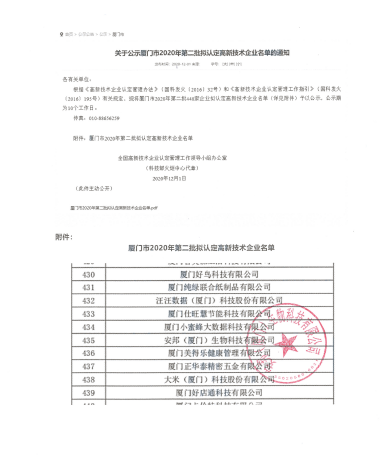 关于公示厦门市2020年第二批拟认定高新技术企业名单的通知
各有关单位:
根据《高新技术企业认定管理办法》(国科发火〔2016〕32号)和《高新技术企业认定管理工作指引》(国科发火
〔2016〕195号)有关规定,现将厦门市2020年第二批440家拟认定高新技术企业名单(详见附件)予以公示,公示期
为10个工作日。
传真:010-88656259
附件:厦门市2020年第二批拟认定高新技术企业名单
全国高新技术企业认定管理工作领导小组办公室
(科技部火炬中心代章)
2020年12月1日
(此件主动公开)
厦门市2020年第二批拟认定高新技术企业名单.pdf
附件:
厦门市2020年第二批拟认定高新技术企业名单
430 厦门好鸟科技有限公司
431 厦门纯绿联合纸制品有限公司
432 汪汪数据(厦门)科技股份有限公司
433 厦门仕旺慧节能科技有限公司
434 厦门小蜜蜂大数据科技有限公司
435 安邦(厦门)生物科技有限公司
436 厦门美得乐健康管理有限公司
437 厦门正华泰精密五金有限公司
438 大米(厦门)科技股份有限公司
439 厦门好店通科技有限公司